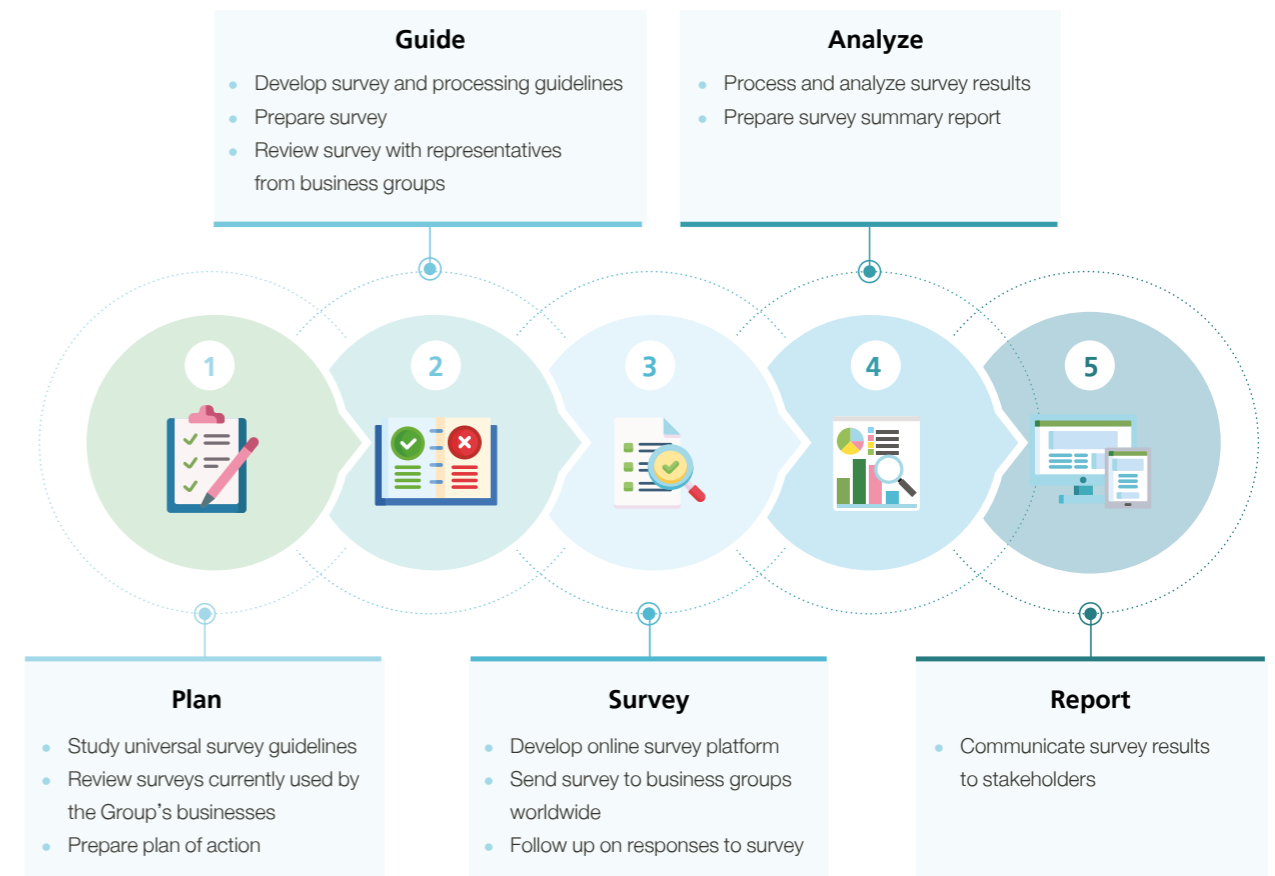 Guide
Develop survey and processing guidelines
Prepare survey
Review survey with representatives
from business groups
Analyze
Process and analyze survey results
Prepare survey summary report
1
2
3
4
5
Plan
Study universal survey guidelines
Review surveys currently used by
the Group’s businesses
Prepare plan of action
Survey
Develop online survey platform
Send survey to business groups
worldwide
Follow up on responses to survey
Report
Communicate survey results
to stakeholders